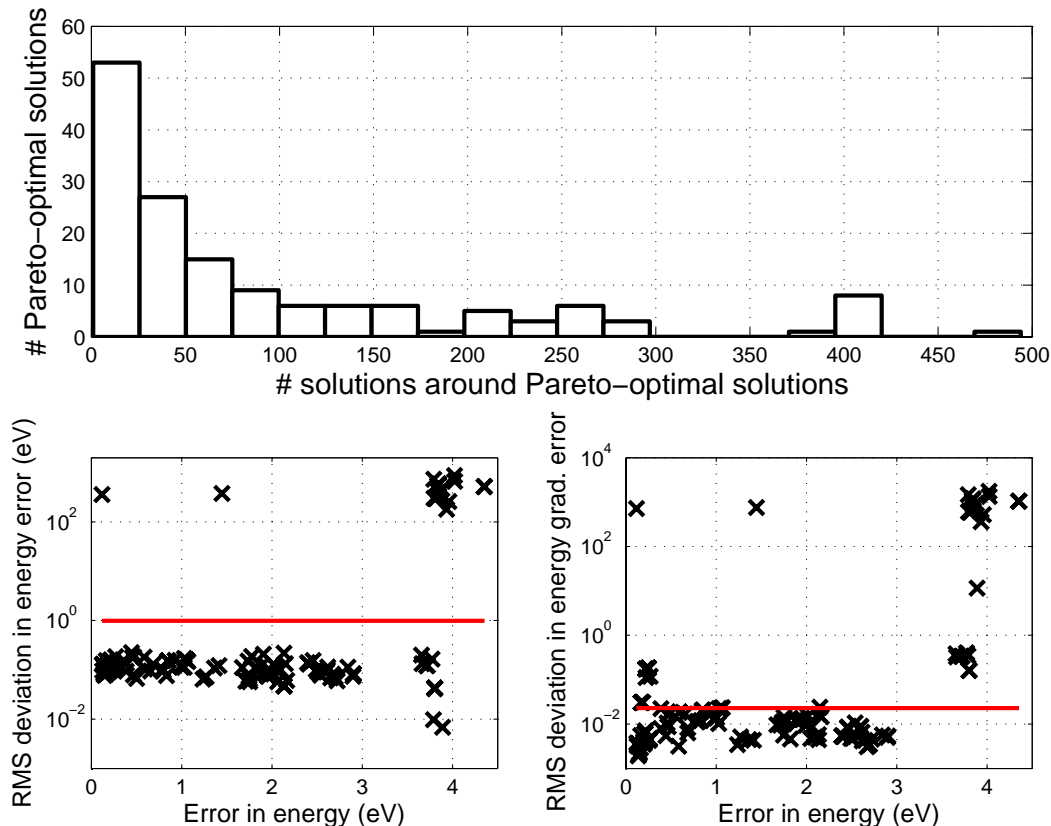 60
50
40
30
20
10
0
# Pareto-optimal solutions
0 50 100 150 200 250 300 350 400 450 500
# solutions around Pareto-optimal solutions
RMS deviation in energy error (eV)
10^2
10^0
10^-2
0 1 2 3 4
Error in energy (eV)
RMS deviation in energy grad. error
10^4
10^2
10^0
10^-2
0 1 2 3 4
Error in energy (eV)